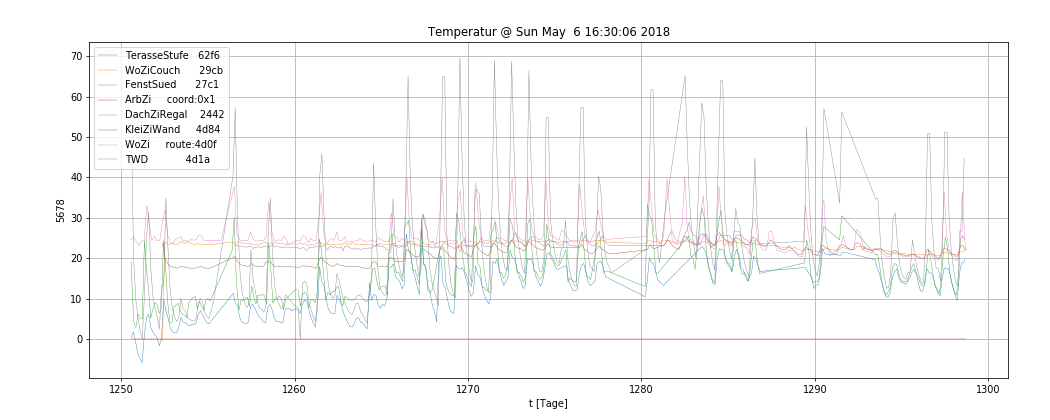 Temperatur @ Sun May  6 16:30:06 2018
70
60
50
40
30
20
10
0
5678
TerasseStufe 62f6
WoZiCouch 29cb
FenstSued 27c1
ArbZi coord:0x1
DachZiRegal 2442
KleiZiWand 4d84
WoZi route:4d0f
TWD 4d1a
1250 1260 1270 1280 1290 1300
t [Tage]